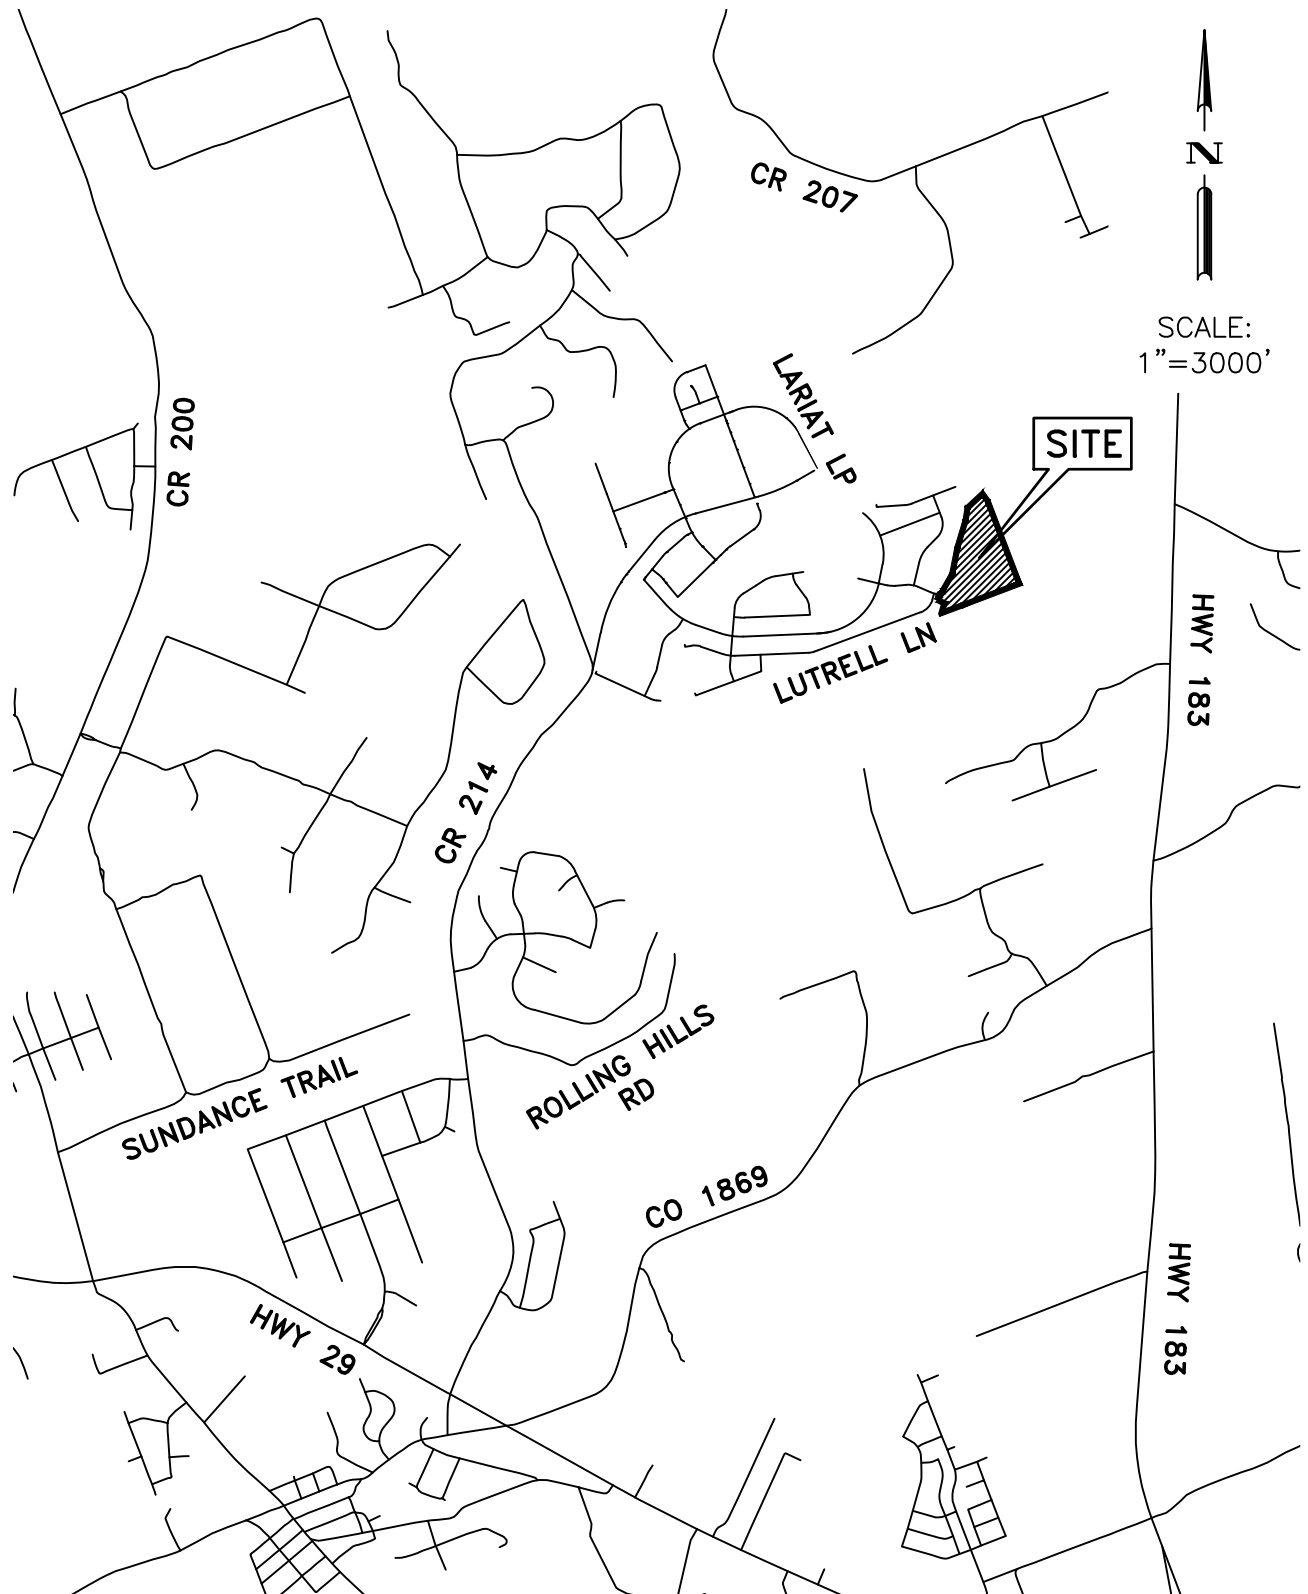 N
CR 207
SCALE:
1"=3000'
LARIAT LP
CR 200
SITE
HWY 183
LUTRELL LN
CR 214
ROLLING HILLS
RD
SUNDANCE TRAIL
CO 1869
HWY 183
HWY 29